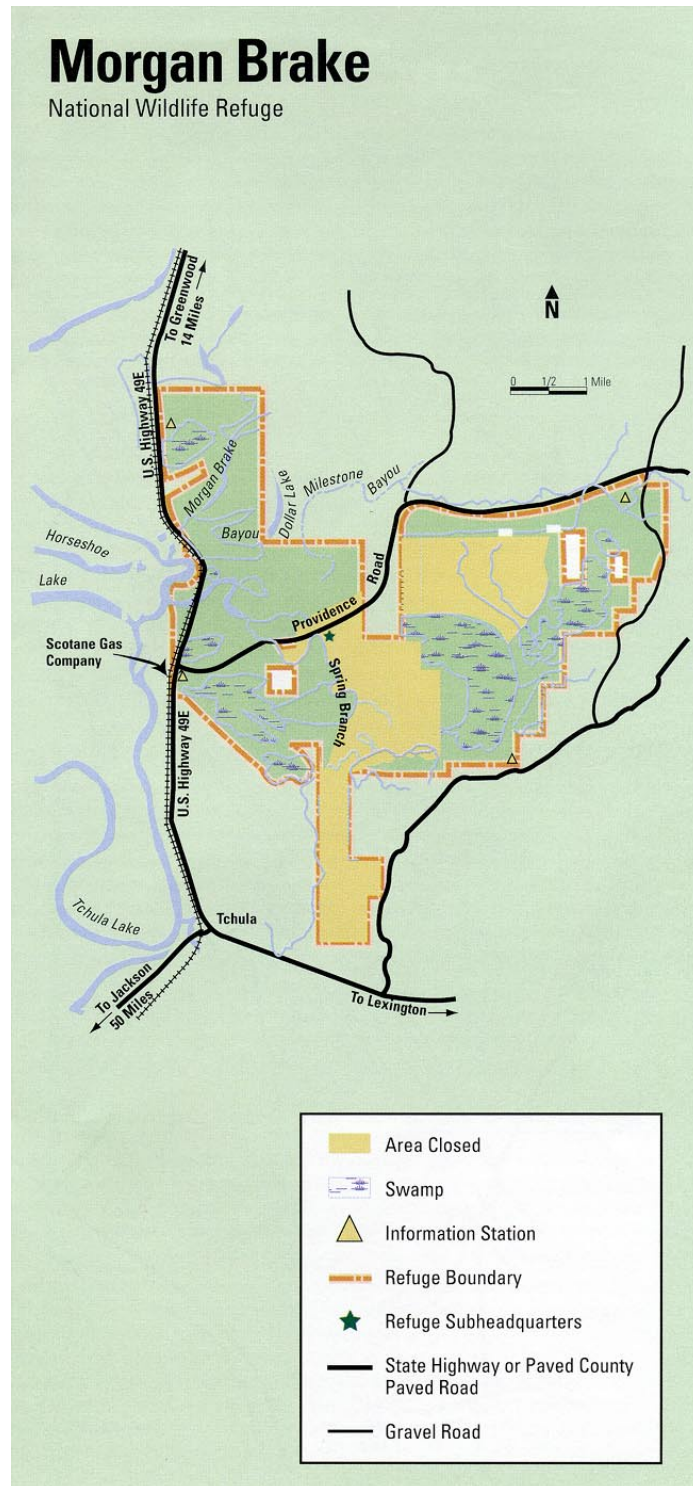 Morgan Brake
National Wildlife Refuge
To Greenwood
14 Miles
N
0 1/2 1 Mile
U.S. Highway 49E
Morgan Brake
Dollar Lake
Milestone
Bayou
Bayou
Horseshoe
Lake
Road
Providence
Scotane Gas
Company
Spring Branch
U.S. Highway 49E
Tchula Lake
Tchula
To Jackson
50 Miles
To Lexington
Area Closed
Swamp
Information Station
Refuge Boundary
Refuge Subheadquarters
State Highway or Paved County
Paved Road
Gravel Road